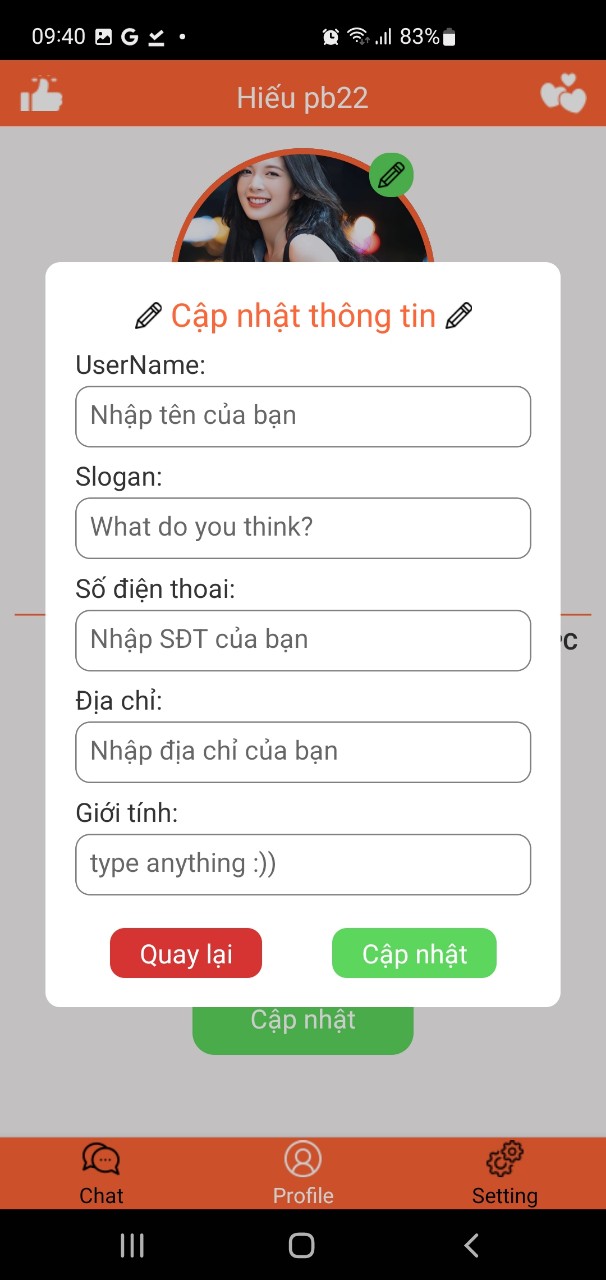 09:40 G 83%
Hiếu pb22
Cập nhật thông tin
UserName:
Nhập tên của bạn
Slogan:
What do you think?
Số điện thoai:
Nhập SĐT của bạn
Địa chỉ:
Nhập địa chỉ của bạn
Giới tính:
type anything :))
Quay lại
Cập nhật
Cập nhật
Chat
Profile
Setting